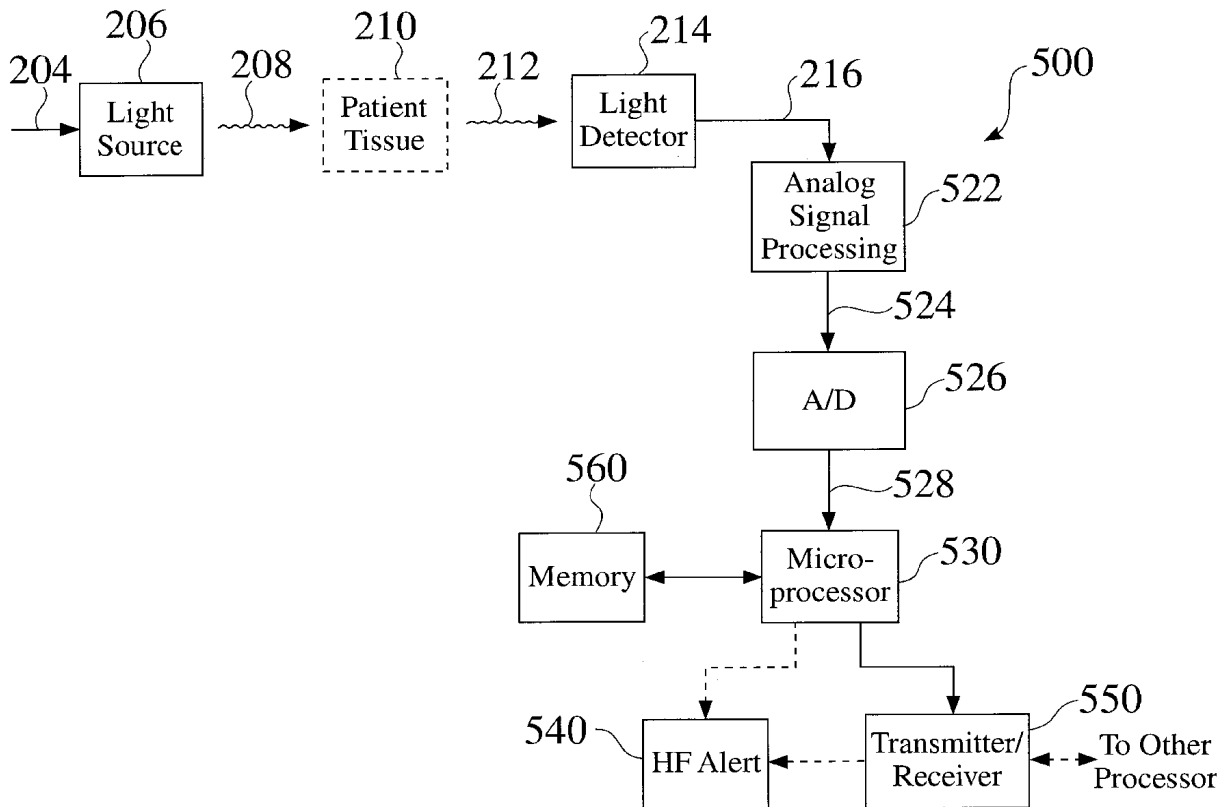 206
210
214
204
208
212
216
500
Light
Source
Patient
Tissue
Light
Detector
Analog
Signal
Processing
522
524
A/D
526
528
560
Memory
Micro-
processor
530
540
HF Alert
550
Transmitter/
Receiver
To Other
Processor